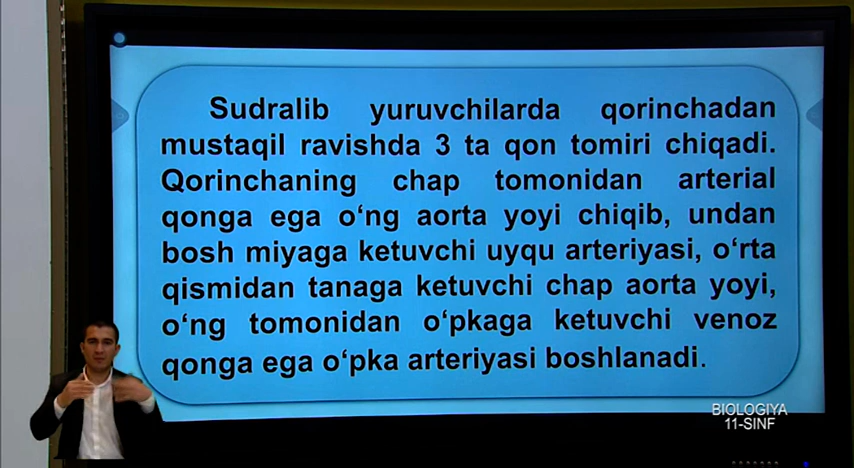 Sudralib yuruvchilarda qorinchadan
mustaqil ravishda 3 ta qon tomiri chiqadi.
Qorinchaning chap tomonidan arterial
qonga ega o‘ng aorta yoyi chiqib, undan
bosh miyaga ketuvchi uyqu arteriyasi, o‘rta
qismidan tanaga ketuvchi chap aorta yoyi,
o‘ng tomonidan o‘pkaga ketuvchi venoz
qonga ega o‘pka arteriyasi boshlanadi.
BIOLOGIYA
11-SINF